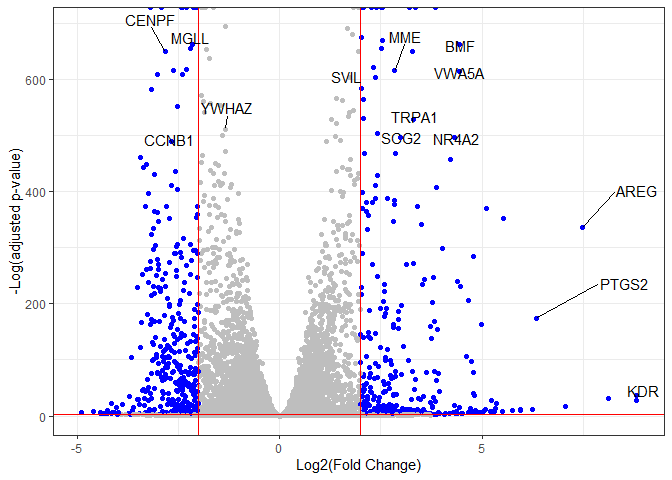 CENPF
MGLL
MME
BMF
SVIL
VWA5A
YWHAZ
TRPA1
CCNB1
SOG2
NR4A2
AREG
PTGS2
KDR
600
400
200
0
-5
0
5
-Log(adjusted p-value)
Log2(Fold Change)